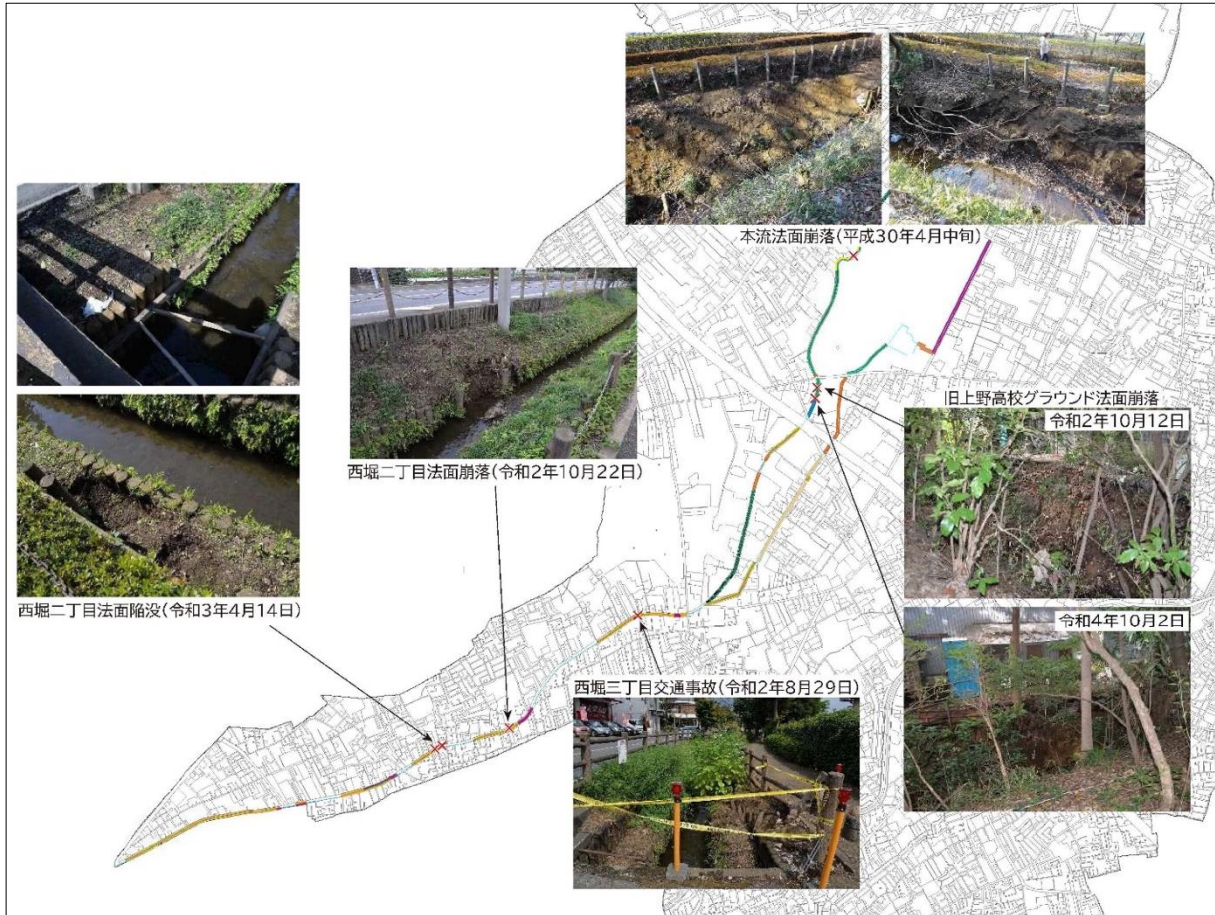 本流法面崩落(平成30年4月中旬)
旧上野高校グラウンド法面崩落
令和2年10月12日
西堀二丁目法面崩落(令和2年10月22日)
西堀二丁目法面陥没(令和3年4月14日)
令和4年10月2日
西堀三丁目交通事故(令和2年8月29日)